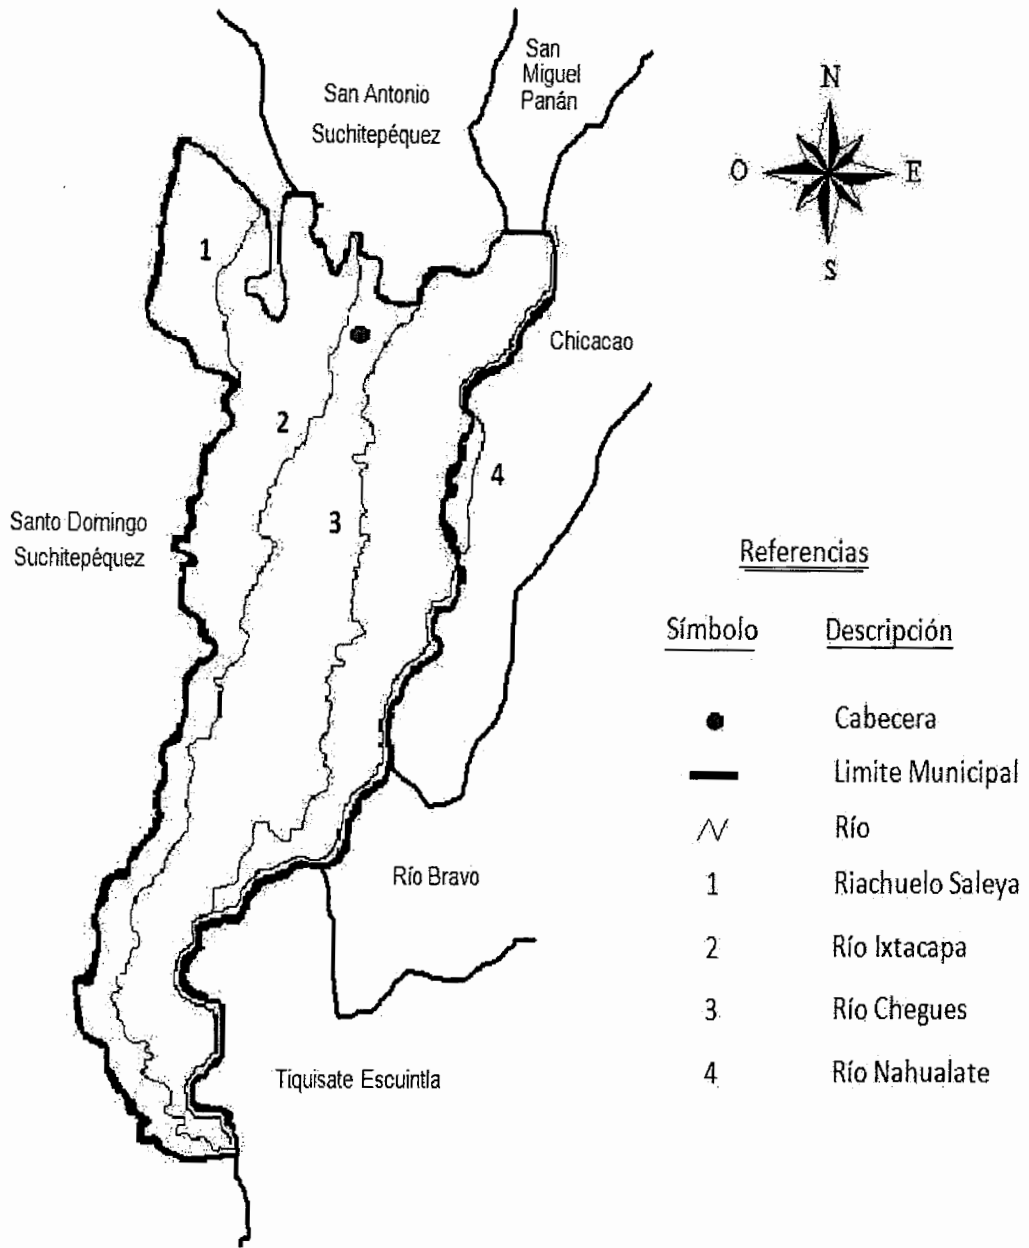 San Antonio
Suchitepéquez
San
Miguel
Panán
N
O
E
S
1
Chicacao
2
4
3
Santo Domingo
Suchitepéquez
Referencias
Símbolo Descripción
Cabecera
Limite Municipal
Río
1 Riachuelo Saleya
Río Bravo
2 Río Ixtacapa
3 Río Chegues
4 Río Nahualate
Tiquisate Escuintla